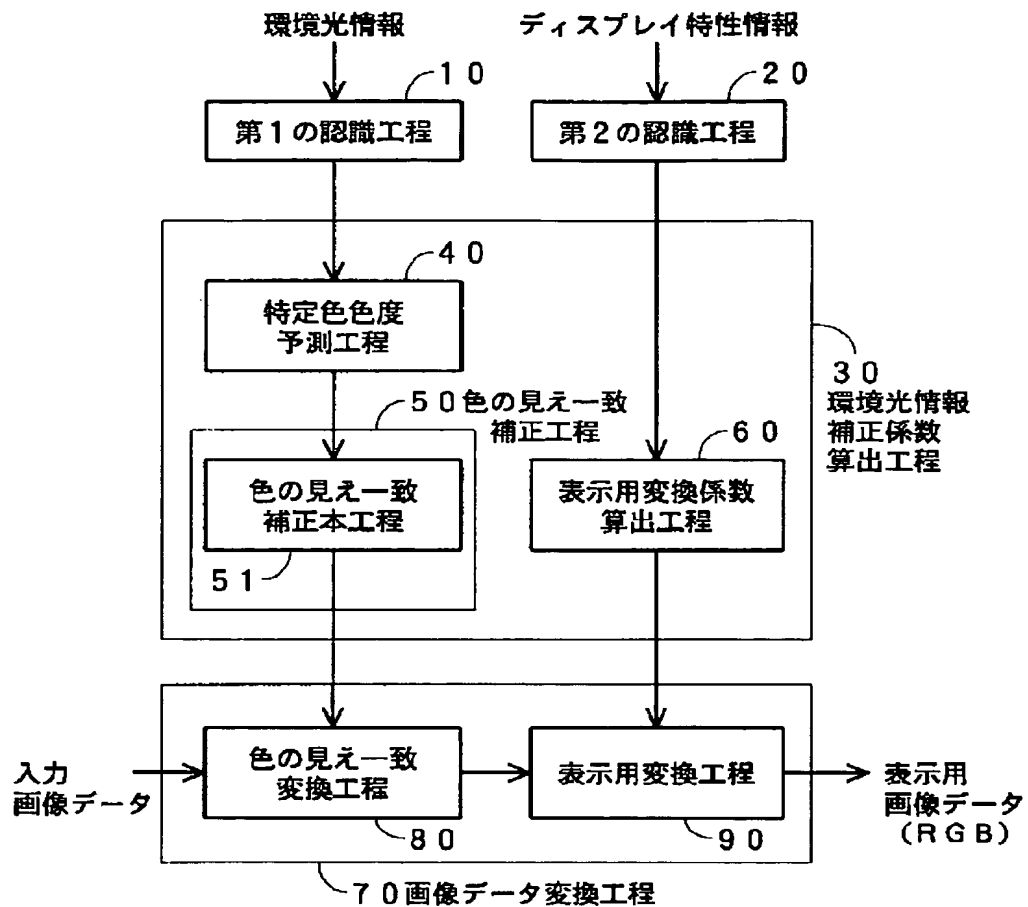 環境光情報
ディスプレイ特性情報
10
20
第1の認識工程
第2の認識工程
40
特定色色度
予測工程
30
環境光情報
補正係数
算出工程
50色の見え一致
補正工程
60
色の見え一致
補正本工程
表示用変換係数
算出工程
51
入力
画像データ
色の見え一致
変換工程
表示用変換工程
表示用
画像データ
(RGB)
80
90
70画像データ変換工程